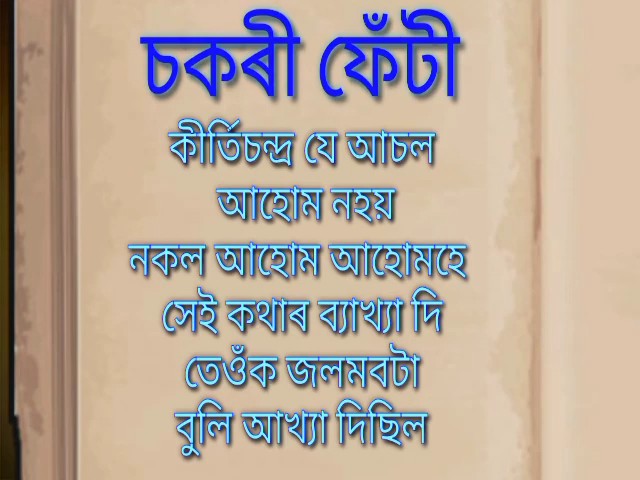 চকৰী ফেঁটী
কীৰ্তিচন্দ্ৰ যে আচল
আহোম নহয়
নকল আহোম আহোমহে
সেই কথাৰ ব্যাখ্যা দি
তেওঁক জলমবটা
বুলি আখ্যা দিছিল